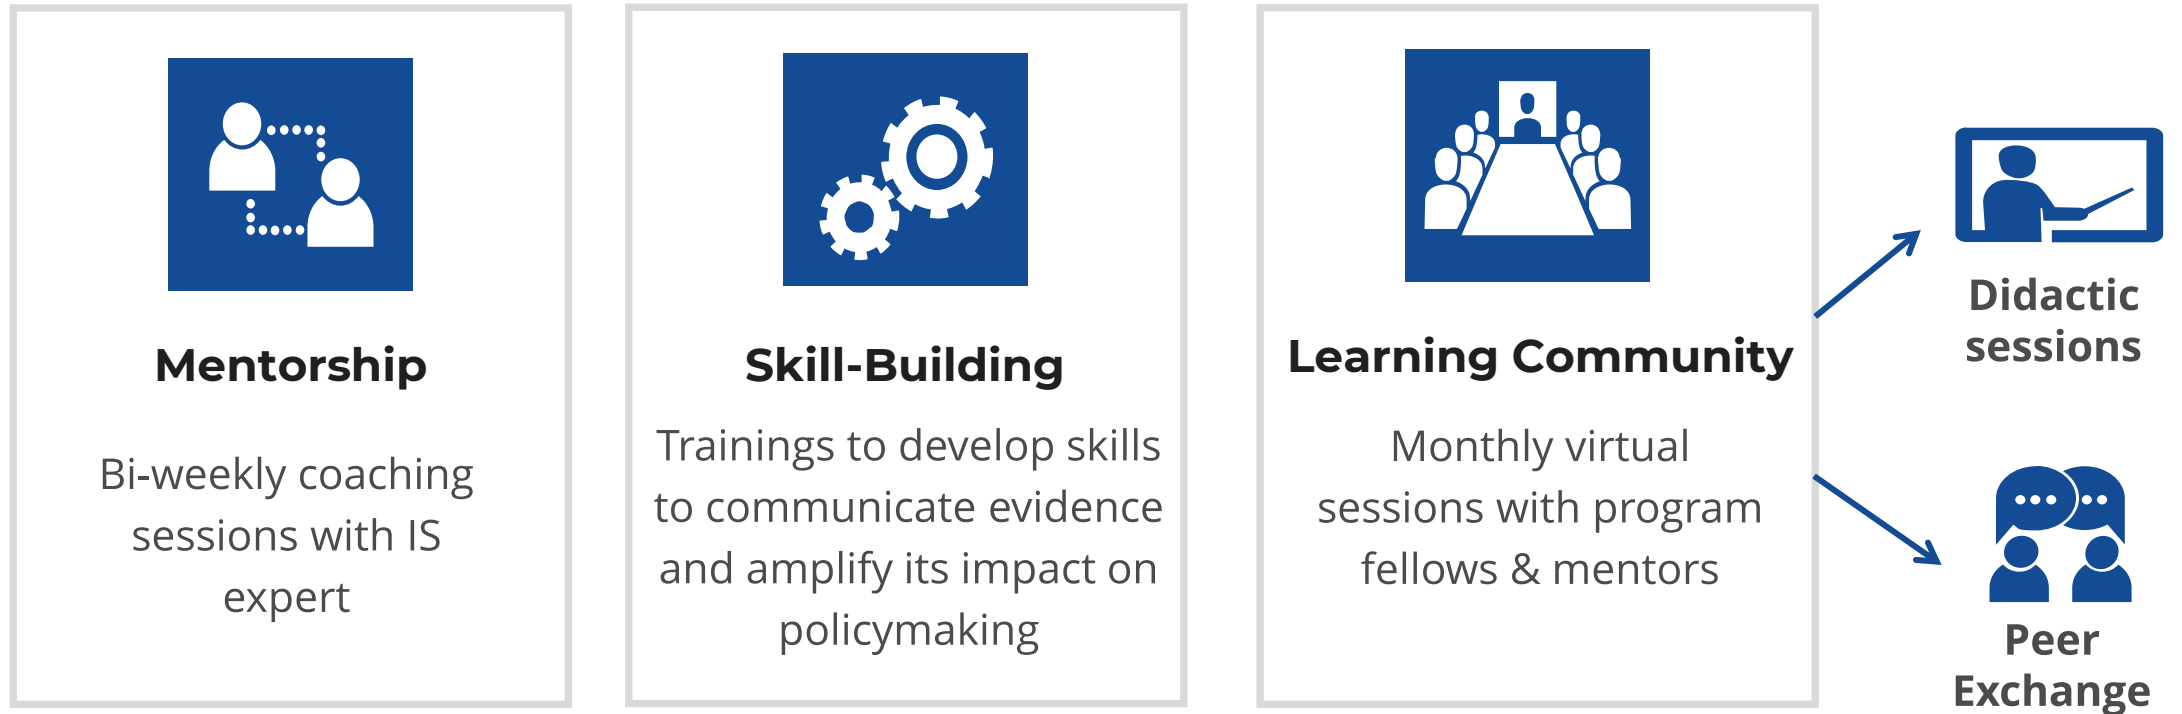 Mentorship
Bi-weekly coaching
sessions with IS
expert
Skill-Building
Trainings to develop skills
to communicate evidence
and amplify its impact on
policymaking
Learning Community
Monthly virtual
sessions with program
fellows & mentors
Didactic
sessions
Peer
Exchange